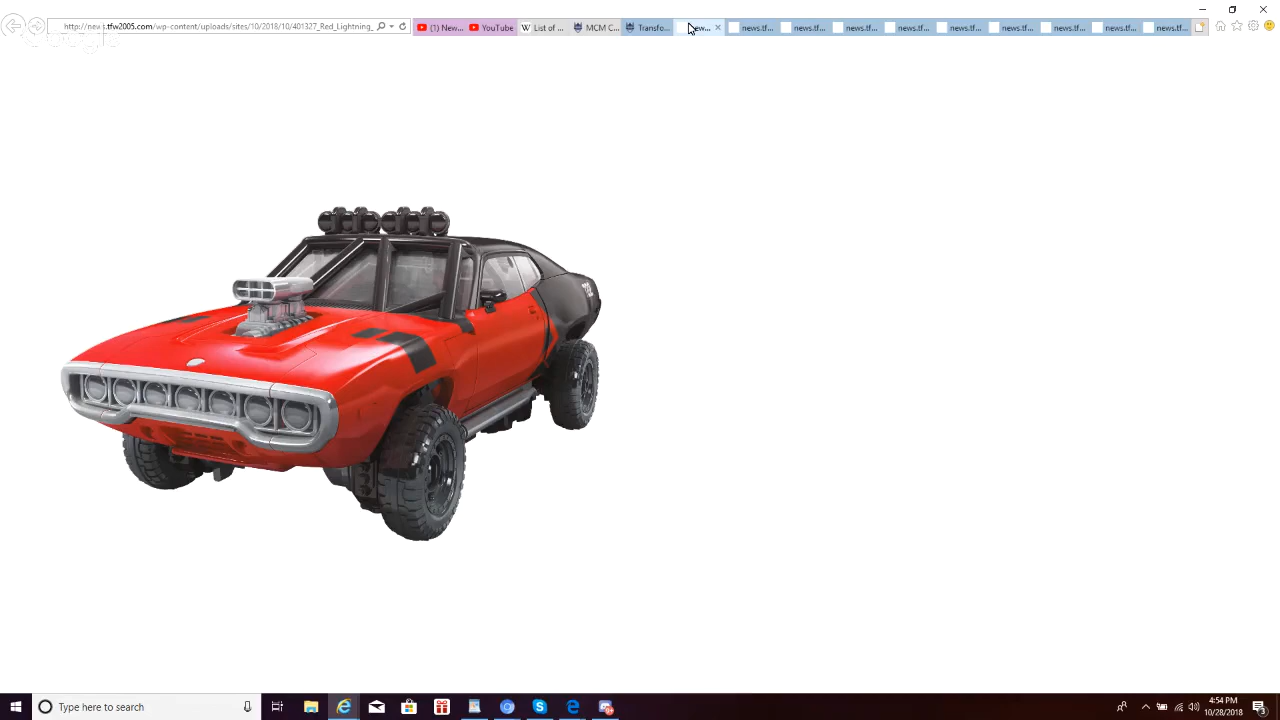 http://news.tfw2005.com/wp-content/uploads/sites/10/2018/10/401327_Red_Lightning_
(1) New...
YouTube
List of ...
MCM C...
Transfo...
new...
news.tf...
news.tf...
news.tf...
news.tf...
news.tf...
news.tf...
news.tf...
news.tf...
news.tf...
Type here to search
4:54 PM
10/28/2018